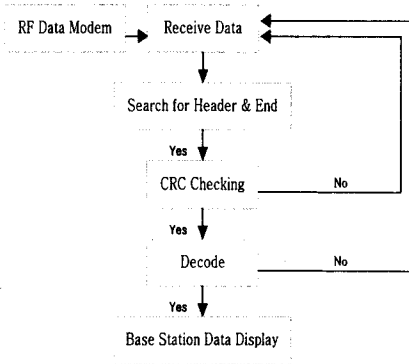 RF Data Modem
Receive Data
Search for Header & End
Yes
CRC Checking
No
Yes
Decode
No
Yes
Base Station Data Display